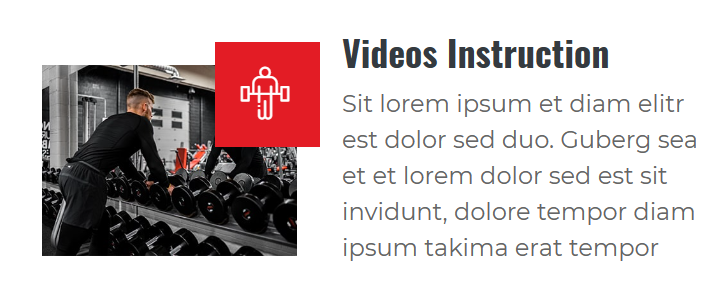 Videos Instruction
Sit lorem ipsum et diam elitr
est dolor sed duo. Guberg sea
et et lorem dolor sed est sit
invidunt, dolore tempor diam
ipsum takima erat tempor